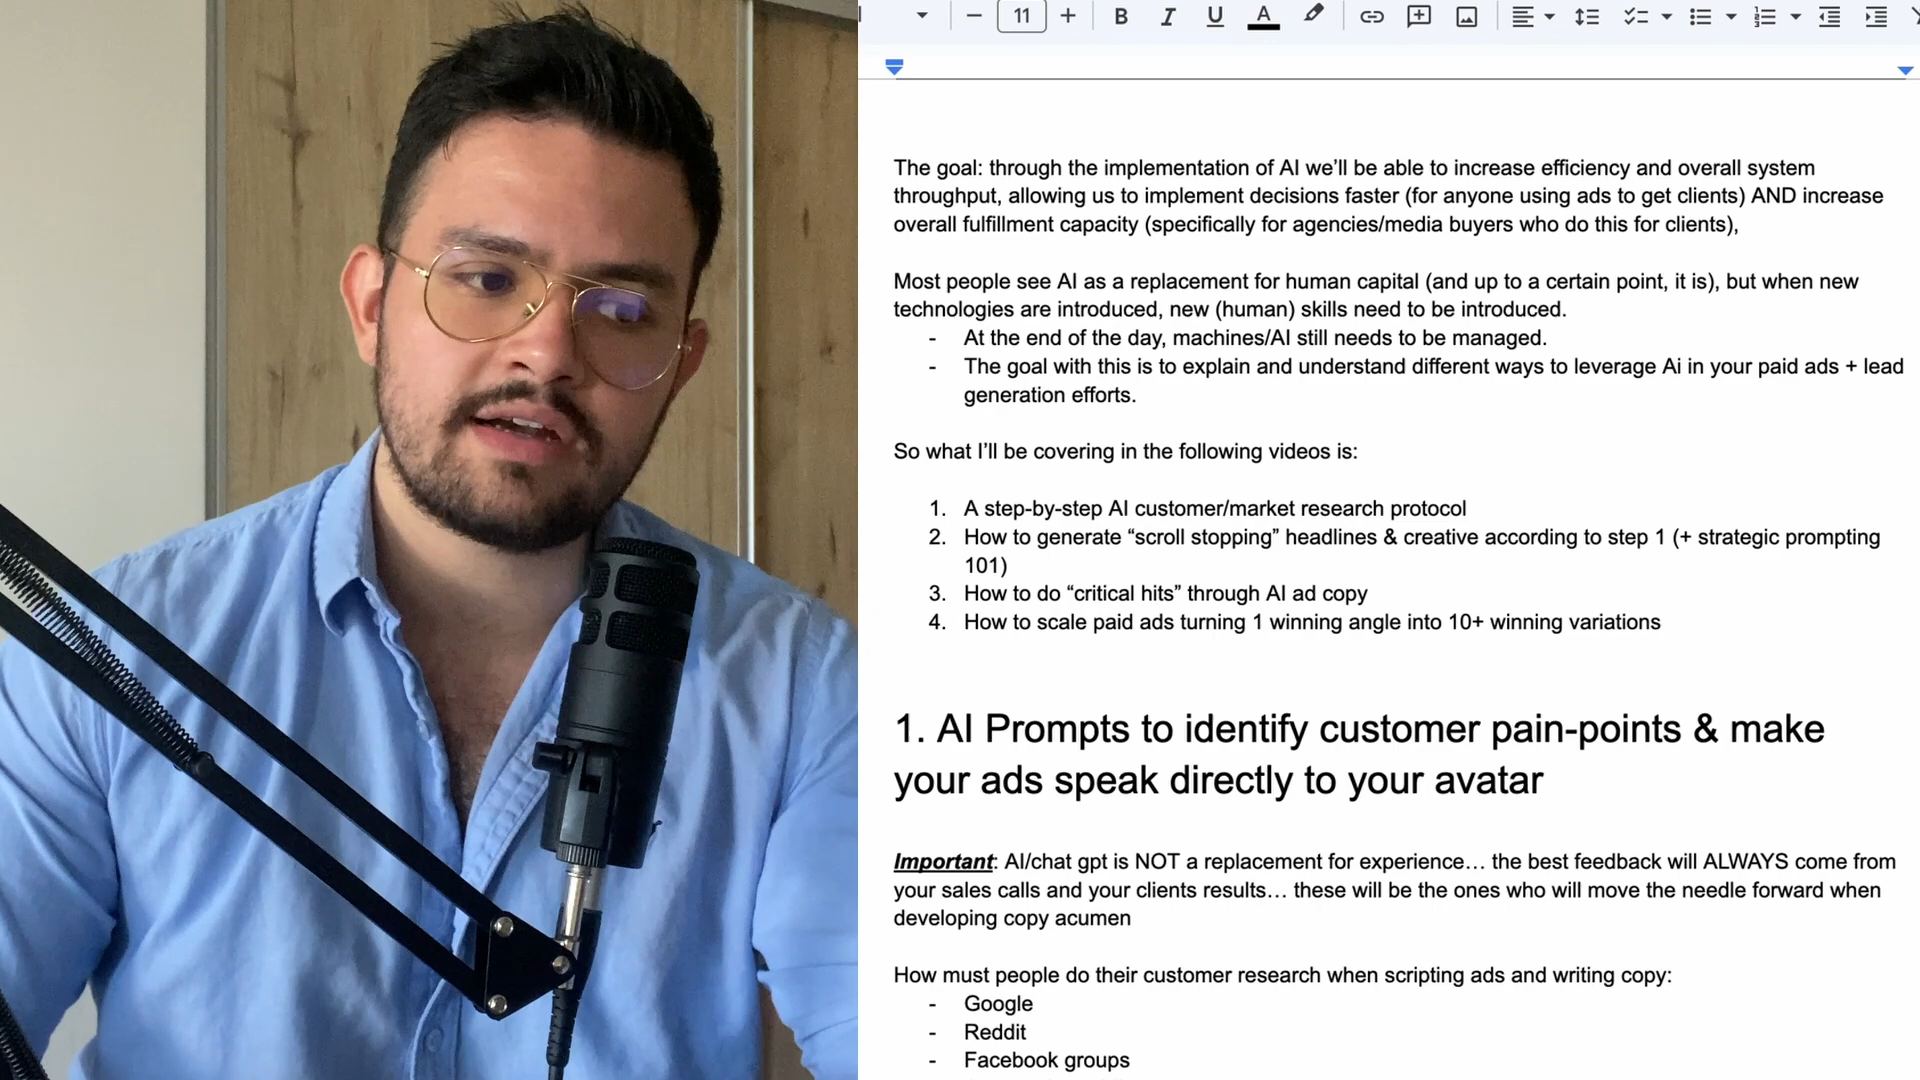 11
B I U A
The goal: through the implementation of AI we’ll be able to increase efficiency and overall system
throughput, allowing us to implement decisions faster (for anyone using ads to get clients) AND increase
overall fulfillment capacity (specifically for agencies/media buyers who do this for clients),
Most people see AI as a replacement for human capital (and up to a certain point, it is), but when new
technologies are introduced, new (human) skills need to be introduced.
- At the end of the day, machines/AI still needs to be managed.
- The goal with this is to explain and understand different ways to leverage Ai in your paid ads + lead
generation efforts.
So what I’ll be covering in the following videos is:
1. A step-by-step AI customer/market research protocol
2. How to generate “scroll stopping” headlines & creative according to step 1 (+ strategic prompting
101)
3. How to do “critical hits” through AI ad copy
4. How to scale paid ads turning 1 winning angle into 10+ winning variations
1. AI Prompts to identify customer pain-points & make
your ads speak directly to your avatar
Important: AI/chat gpt is NOT a replacement for experience… the best feedback will ALWAYS come from
your sales calls and your clients results… these will be the ones who will move the needle forward when
developing copy acumen
How must people do their customer research when scripting ads and writing copy:
- Google
- Reddit
- Facebook groups